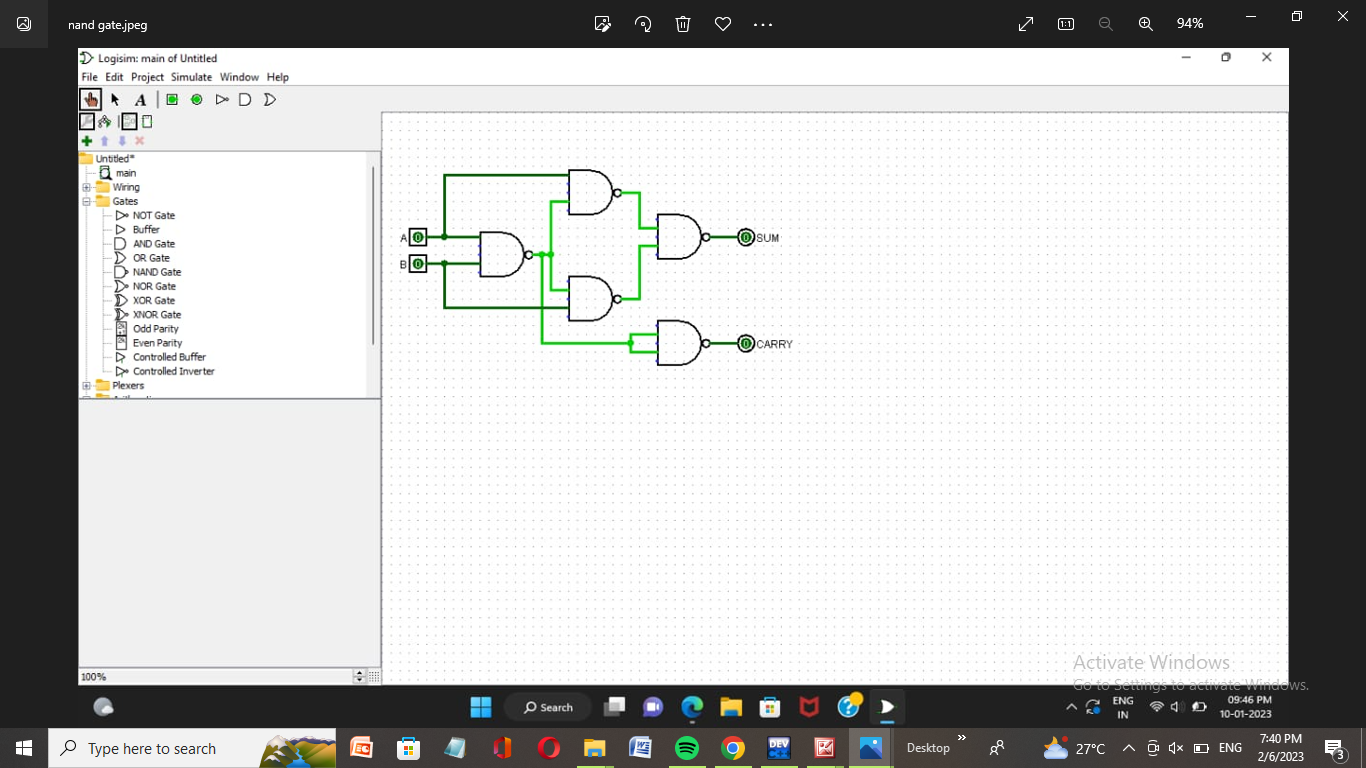 nand gate.jpeg
94%
Logisim: main of Untitled
File Edit Project Simulate Window Help
A
Untitled*
main
Wiring
Gates
NOT Gate
Buffer
AND Gate
OR Gate
NAND Gate
NOR Gate
XOR Gate
XNOR Gate
Odd Parity
Even Parity
Controlled Buffer
Controlled Inverter
Plexers
100%
A 0
B 0
0 SUM
0 CARRY
Activate Windows
Go to Settings to activate Windows.
Search
ENG
IN
09:46 PM
10-01-2023
Type here to search
DEV
Desktop
27°C
ENG
7:40 PM
2/6/2023
3